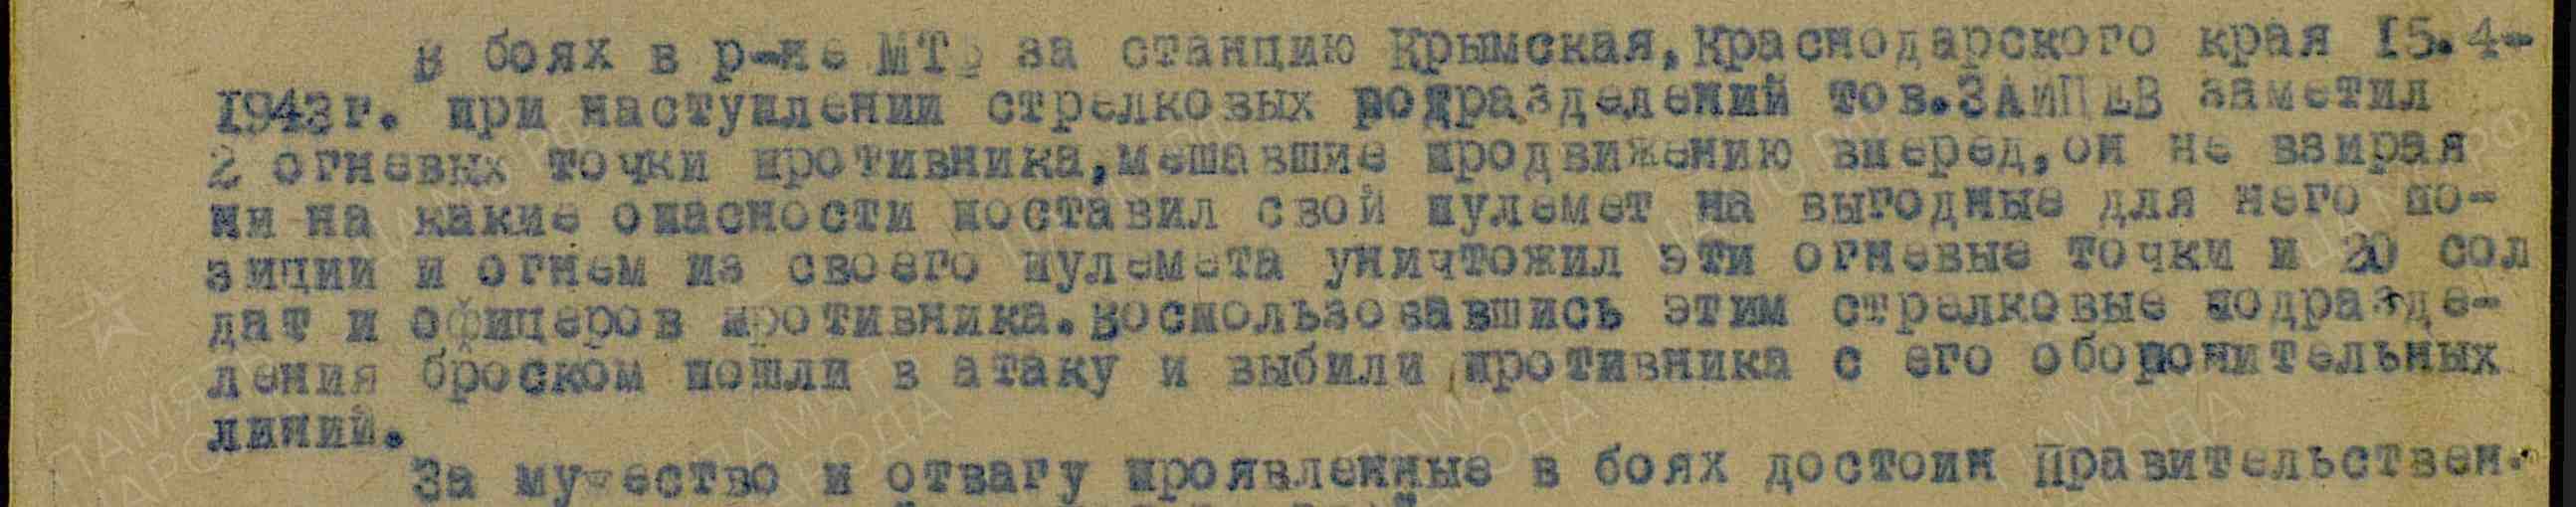 В боях в р-не МТФ за станцию Крымская, Краснодарского края 15.4-
1943г. при наступлении стрелковых подразделений тов.ЗАЙЦЕВ заметил
2 огневых точки противника,мешавшие продвижению вперед,он не взирая
ни на какие опасности поставил свой пулемет на выгодные для него по-
зиции и огнем из своего пулемета уничтожил эти огневые точки и 20 сол
дат и офицеров противника.Воспользовавшись этим стрелковые подразде-
ления броском пошли в атаку и выбили противника с его оборонительных
линий.
За мужество и отвагу проявленные в боях достоин Правительствен-